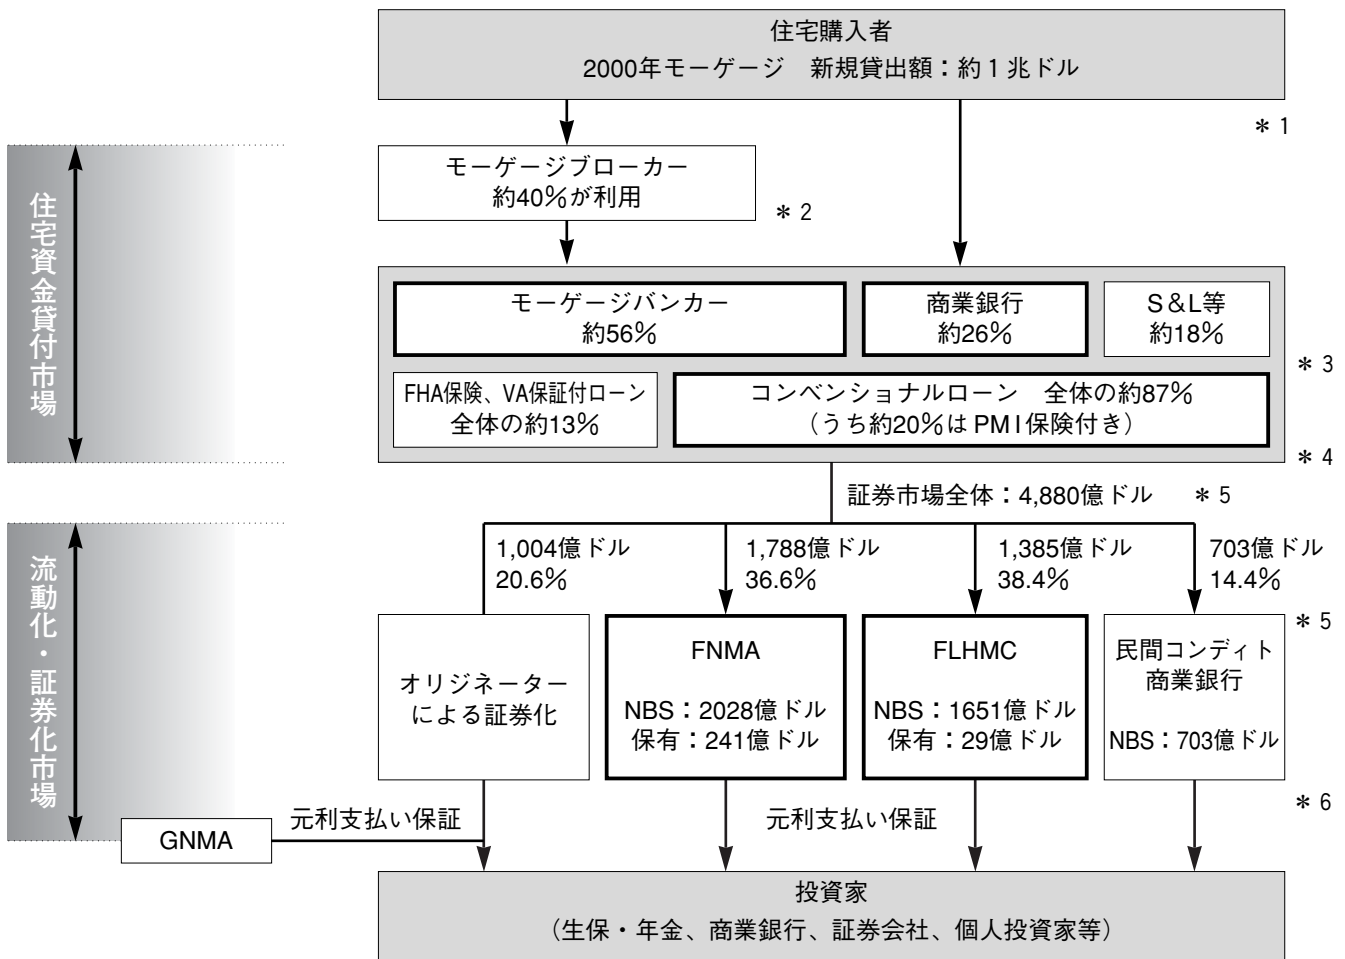 住宅購入者
2000年モーゲージ　新規貸出額：約１兆ドル
＊1
モーゲージブローカー
約40％が利用
＊2
住宅資金貸付市場
モーゲージバンカー
約56％
商業銀行
約26％
S＆L等
約18％
＊3
FHA保険、VA保証付ローン
全体の約13％
コンベンショナルローン　全体の約87％
（うち約20％はPMI保険付き）
＊4
証券市場全体：4,880億ドル　＊5
流動化・証券化市場
1,004億ドル
20.6％
1,788億ドル
36.6％
1,385億ドル
38.4％
703億ドル
14.4％
＊5
オリジネーター
による証券化
FNMA
NBS：2028億ドル
保有：241億ドル
FLHMC
NBS：1651億ドル
保有：29億ドル
民間コンディト
商業銀行
NBS：703億ドル
＊6
GNMA
元利支払い保証
元利支払い保証
投資家
（生保・年金、商業銀行、証券会社、個人投資家等）